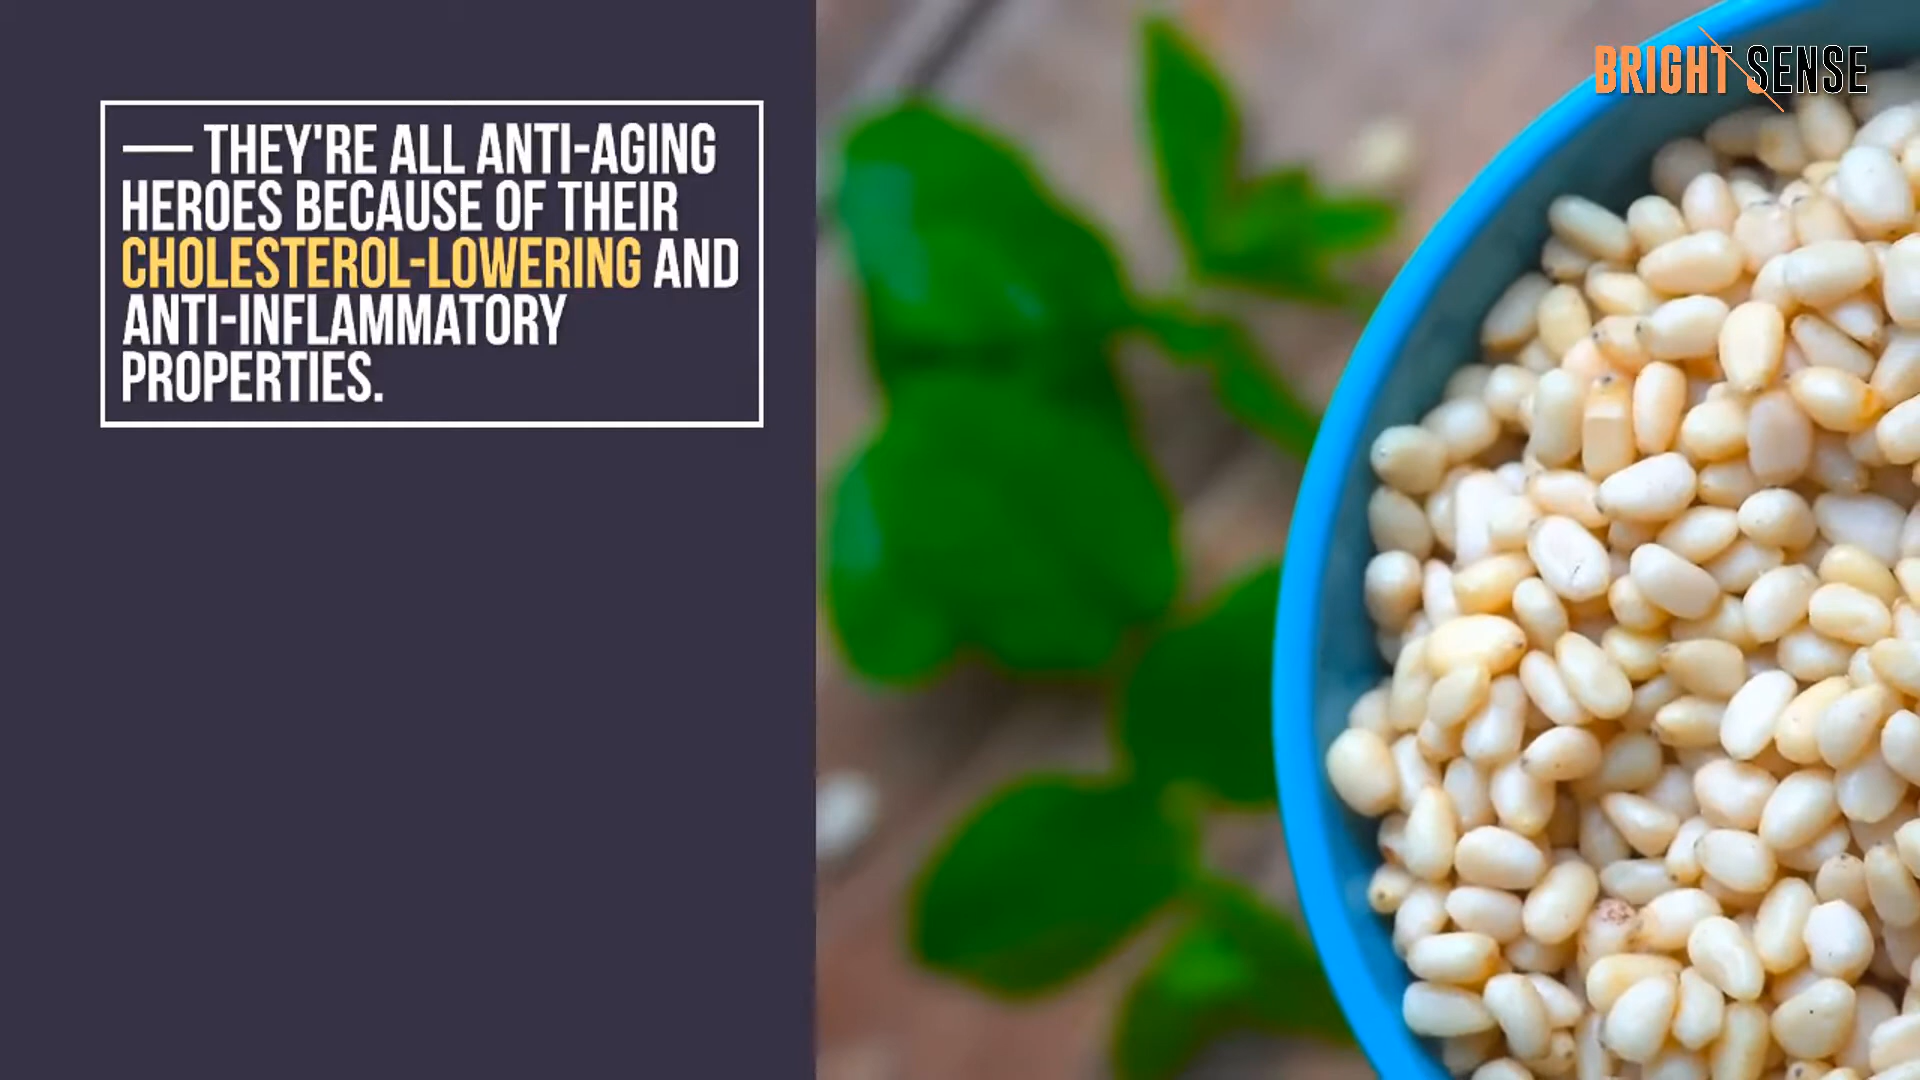 BRIGHT SENSE
— THEY'RE ALL ANTI-AGING
HEROES BECAUSE OF THEIR
CHOLESTEROL-LOWERING AND
ANTI-INFLAMMATORY
PROPERTIES.